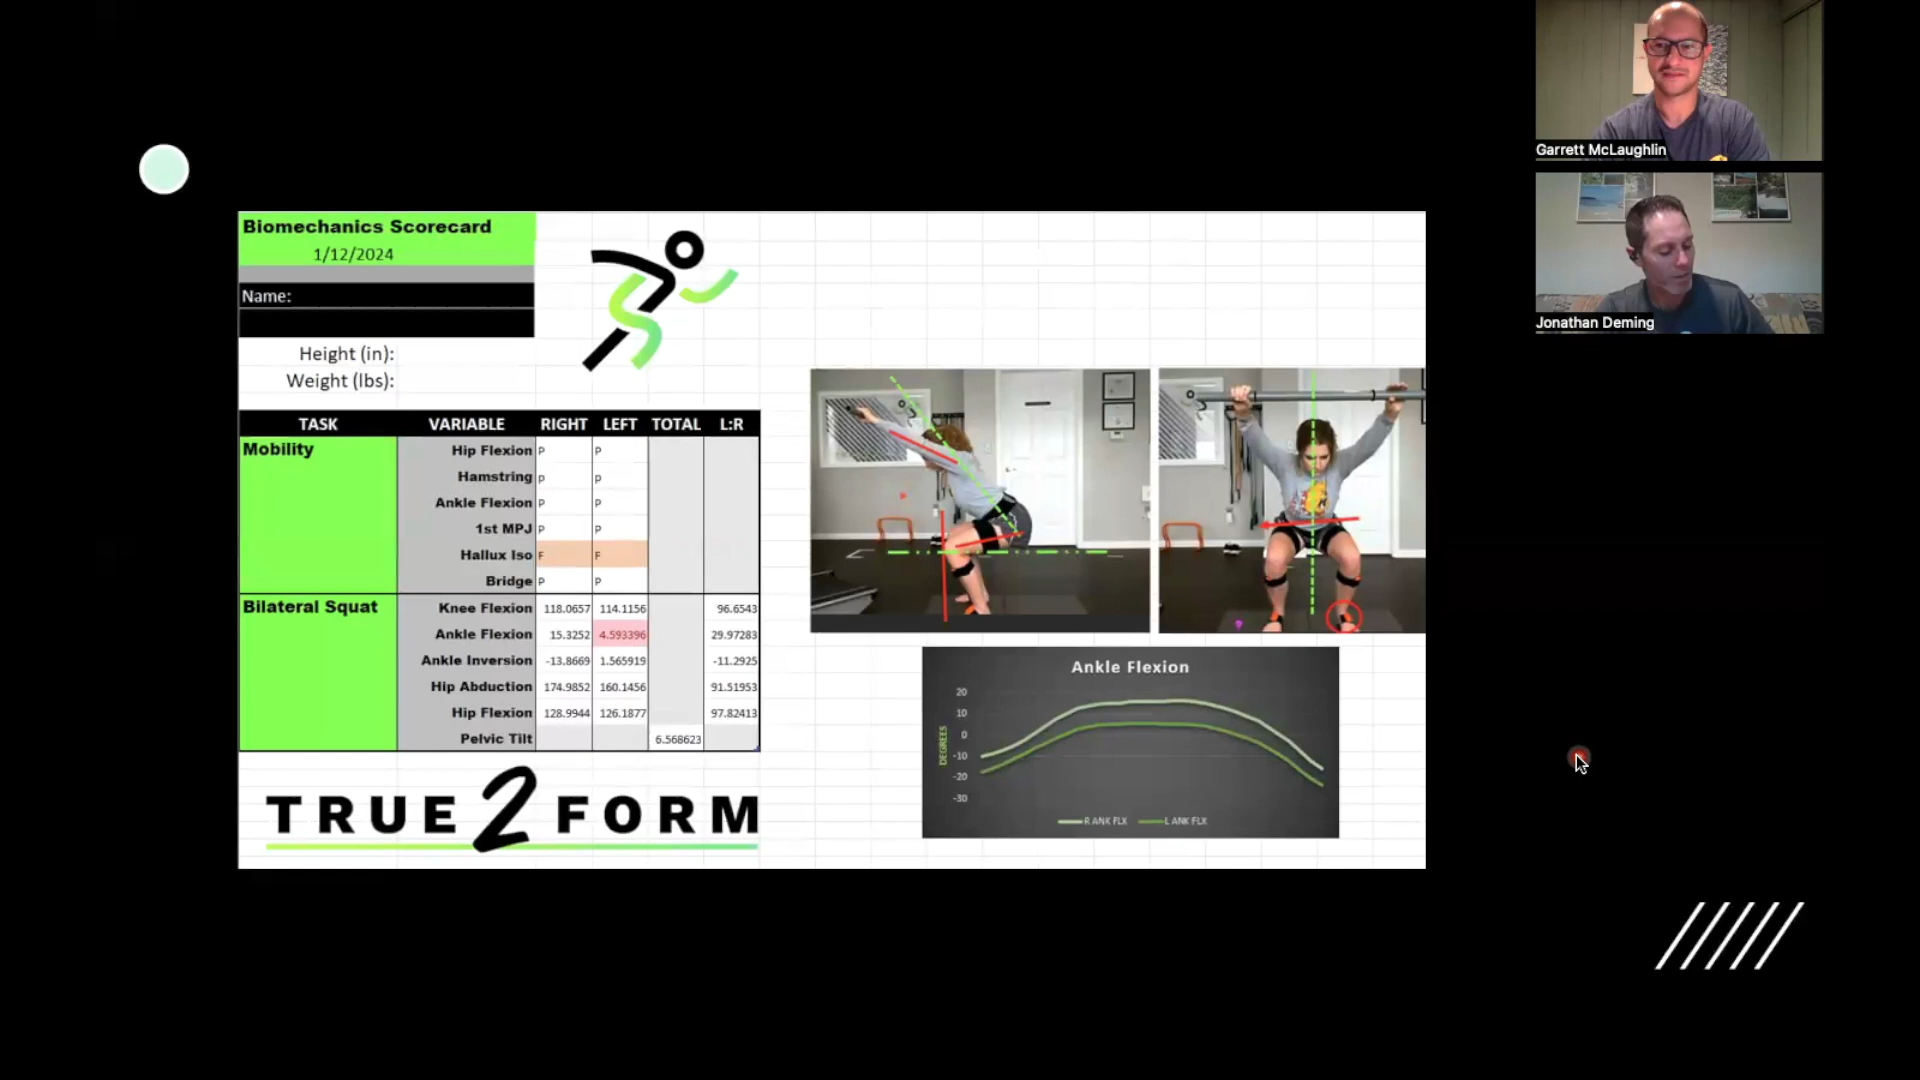 Biomechanics Scorecard
1/12/2024
Name:
Height (in):
Weight (lbs):
TASK VARIABLE RIGHT LEFT TOTAL L:R
Mobility Hip Flexion P P
Hamstring p p
Ankle Flexion P P
1st MPJ P P
Hallux Iso F F
Bridge P P
Bilateral Squat Knee Flexion 118.0657 114.1156 96.6543
Ankle Flexion 15.3252 4.593396 29.97283
Ankle Inversion -13.8669 1.565919 -11.2925
Hip Abduction 174.9852 160.1456 91.51953
Hip Flexion 128.9944 126.1877 97.82413
Pelvic Tilt 6.568623
TRUE 2 FORM
Ankle Flexion
DEGREES
20
10
0
-10
-20
-30
R ANK FLX L ANK FLX
Garrett McLaughlin
Jonathan Deming